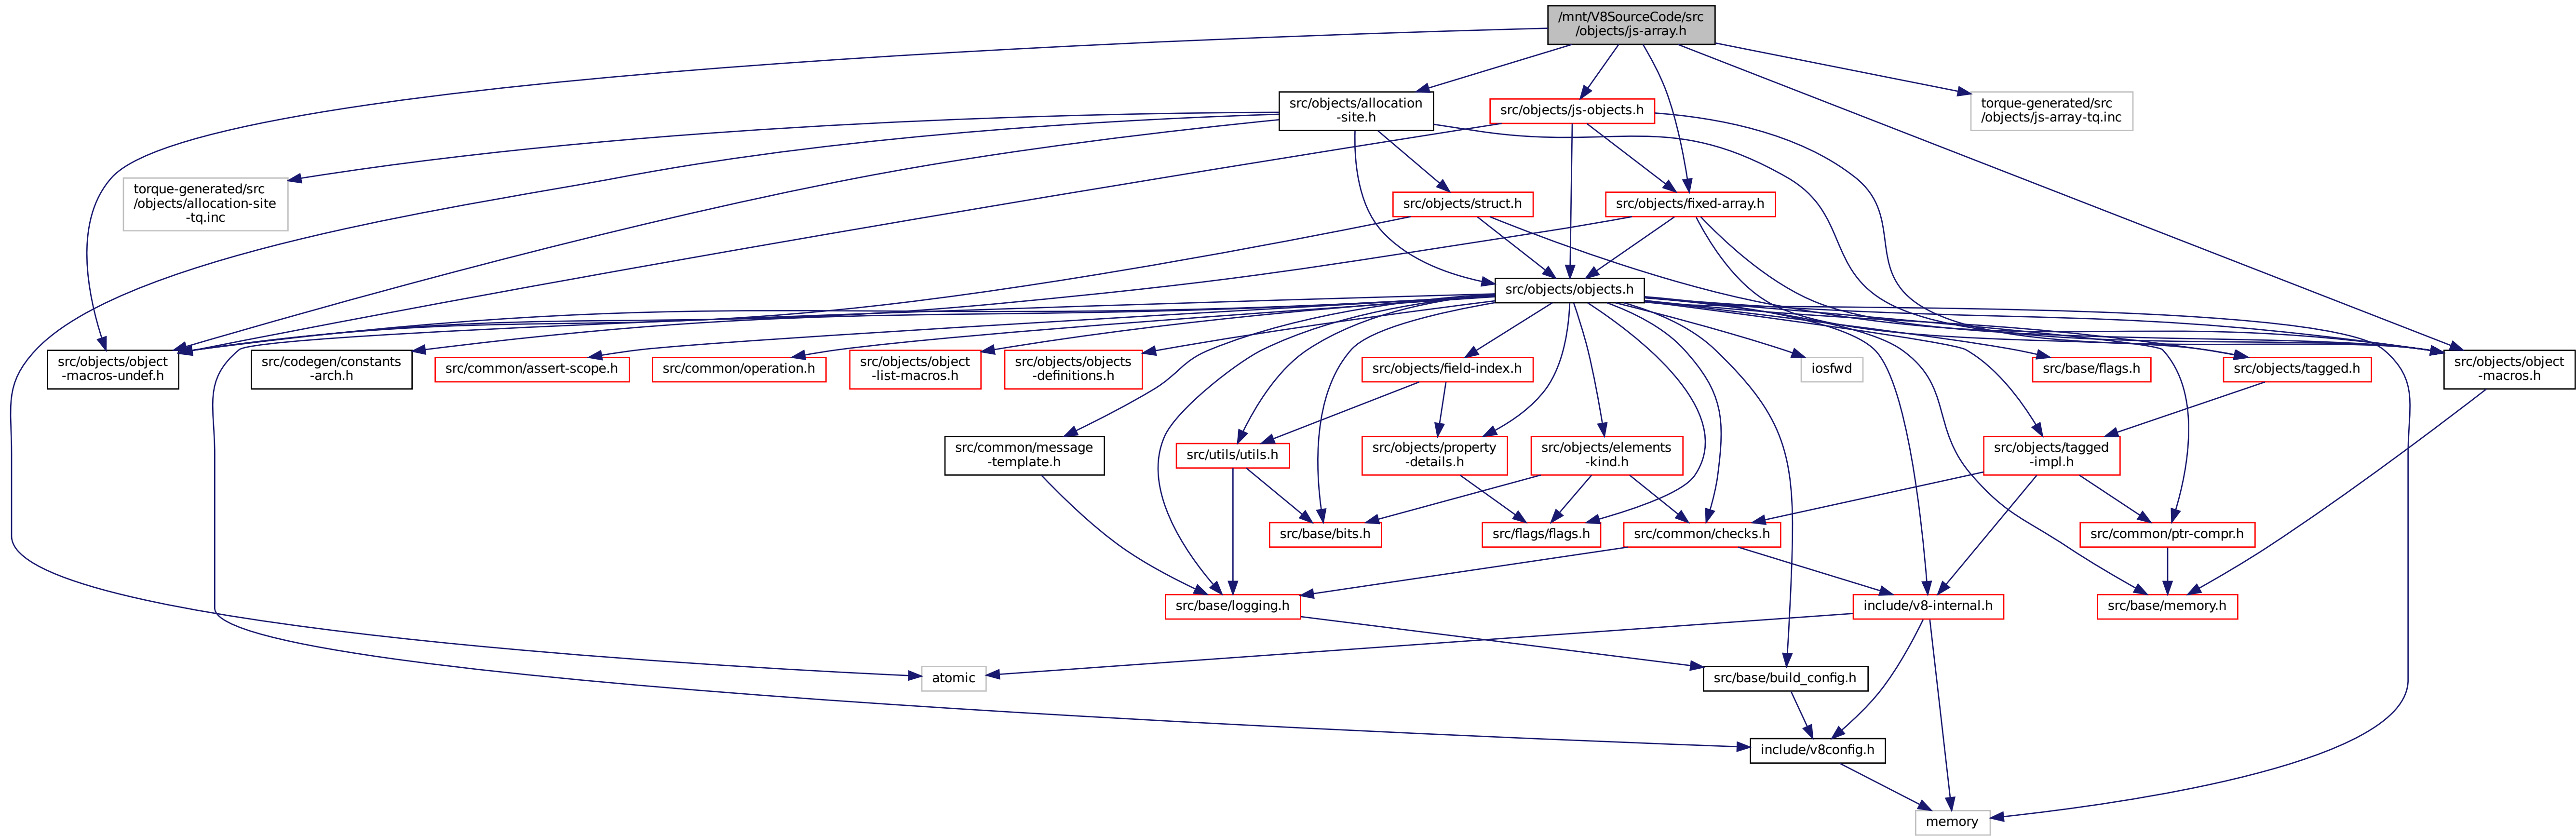 /mnt/V8SourceCode/src
/objects/js-array.h
src/objects/allocation
-site.h
src/objects/js-objects.h
torque-generated/src
/objects/js-array-tq.inc
torque-generated/src
/objects/allocation-site
-tq.inc
src/objects/struct.h
src/objects/fixed-array.h
src/objects/objects.h
src/objects/object
-macros-undef.h
src/codegen/constants
-arch.h
src/common/assert-scope.h
src/common/operation.h
src/objects/object
-list-macros.h
src/objects/objects
-definitions.h
src/objects/field-index.h
iosfwd
src/base/flags.h
src/objects/tagged.h
src/objects/object
-macros.h
src/common/message
-template.h
src/utils/utils.h
src/objects/property
-details.h
src/objects/elements
-kind.h
src/objects/tagged
-impl.h
src/base/bits.h
src/flags/flags.h
src/common/checks.h
src/common/ptr-compr.h
src/base/logging.h
include/v8-internal.h
src/base/memory.h
atomic
src/base/build_config.h
include/v8config.h
memory